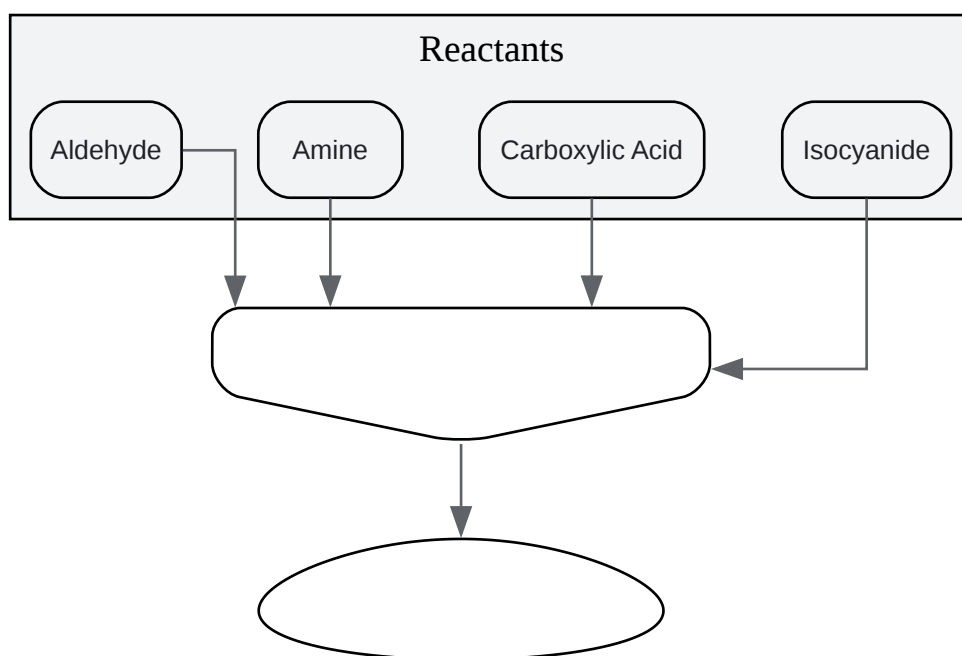 Reactants
Aldehyde
Amine
Carboxylic Acid
Isocyanide